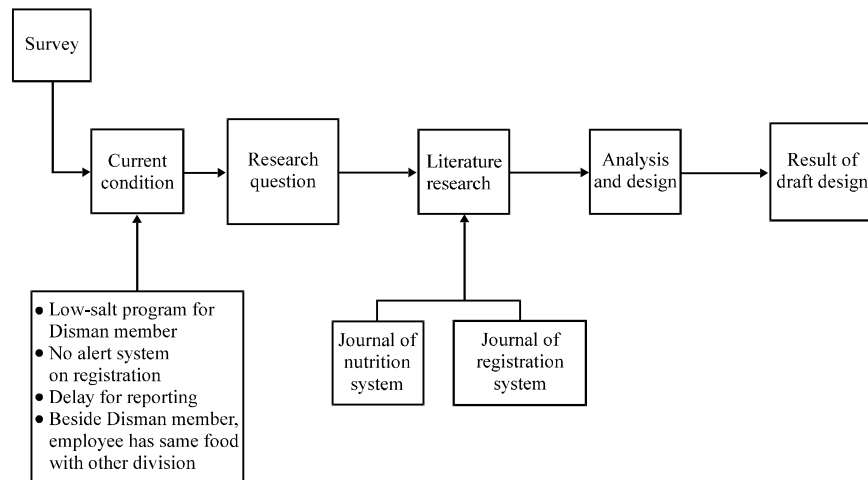 Survey
Current
condition
Research
question
Literature
research
Analysis
and design
Result of
draft design
● Low-salt program for
Disman member
● No alert system
on registration
● Delay for reporting
● Beside Disman member,
employee has same food
with other division
Journal of
nutrition
system
Journal of
registration
system